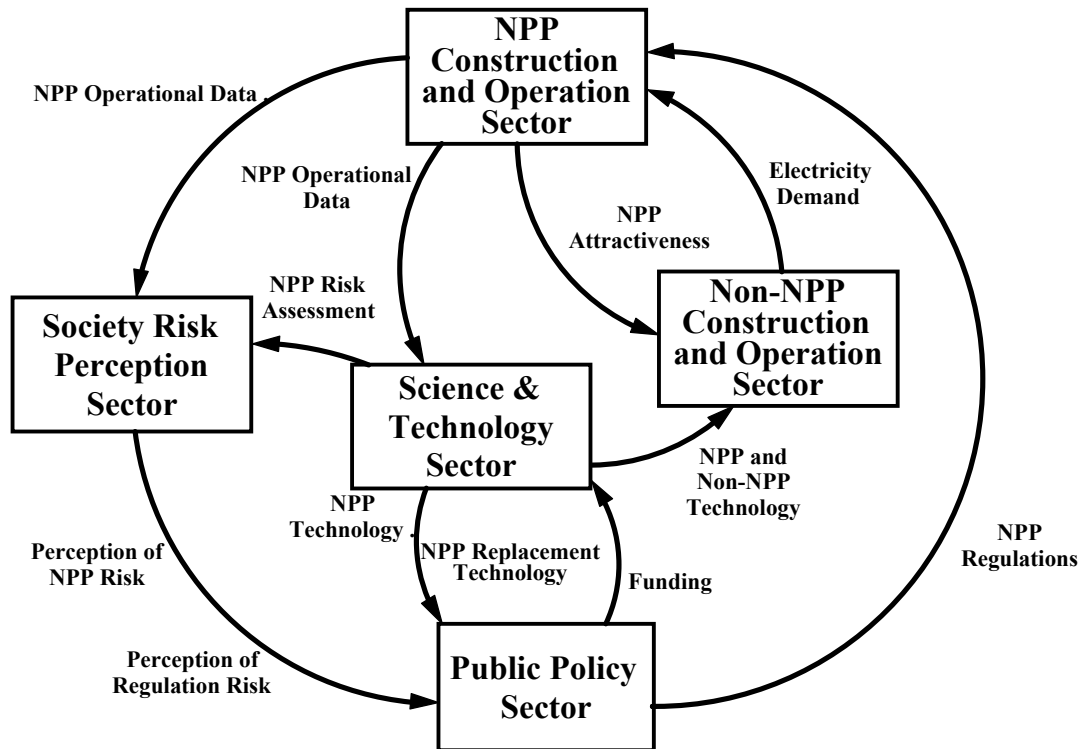 NPP
Construction
and Operation
Sector
NPP Operational Data .
NPP Operational
Data
Electricity
Demand
NPP
Attractiveness
NPP Risk
Assessment
Society Risk
Perception
Sector
Non-NPP
Construction
and Operation
Sector
Science &
Technology
Sector
NPP and
Non-NPP
Technology
NPP
Technology .
NPP Replacement
Technology
Funding
NPP
Regulations
Perception of
NPP Risk
Perception of
Regulation Risk
Public Policy
Sector